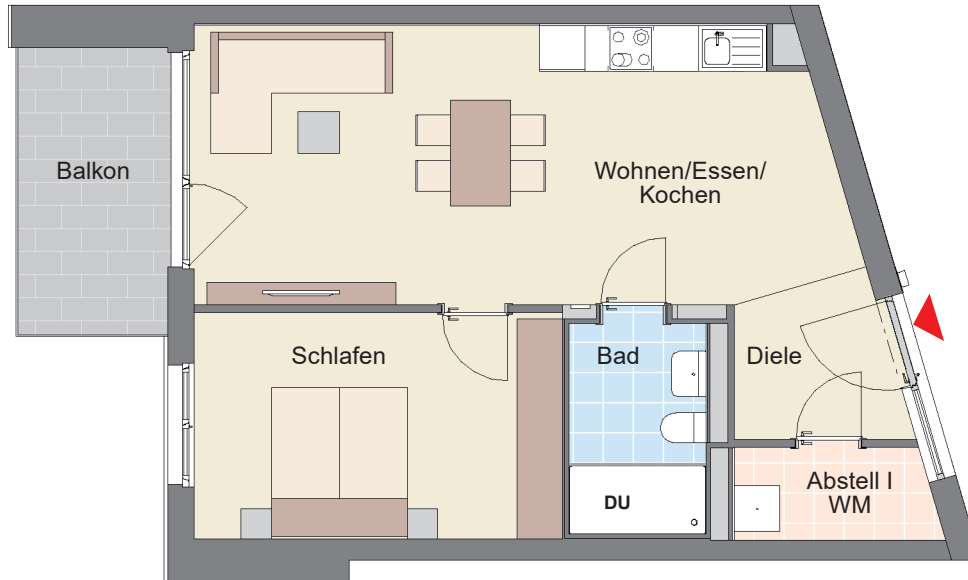 Balkon
Wohnen/Essen/
Kochen
Schlafen
Bad
Diele
DU
Abstell I
WM